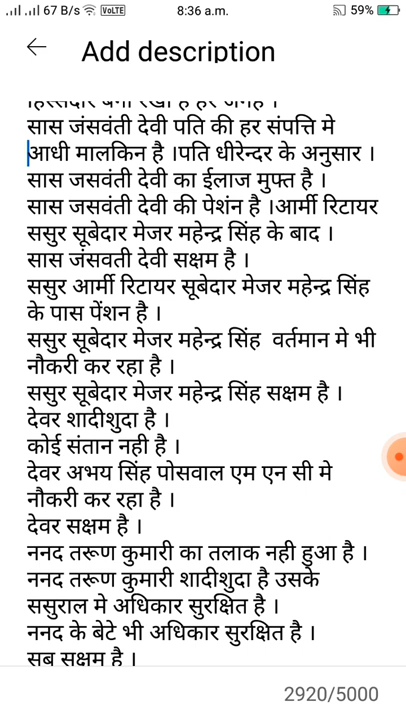 67 B/s VoLTE 8:36 a.m. 59%
Add description
सास जंसवंती देवी पति की हर संपत्ति मे
आधी मालकिन है ।पति धीरेन्दर के अनुसार ।
सास जसवंती देवी का ईलाज मुफ्त है ।
सास जसवंती देवी की पेशंन है ।आर्मी रिटायर
ससुर सूबेदार मेजर महेन्द्र सिंह के बाद ।
सास जंसवती देवी सक्षम है ।
ससुर आर्मी रिटायर सूबेदार मेजर महेन्द्र सिंह
के पास पेंशन है ।
ससुर सूबेदार मेजर महेन्द्र सिंह वर्तमान मे भी
नौकरी कर रहा है ।
ससुर सूबेदार मेजर महेन्द्र सिंह सक्षम है ।
देवर शादीशुदा है ।
कोई संतान नही है ।
देवर अभय सिंह पोसवाल एम एन सी मे
नौकरी कर रहा है ।
देवर सक्षम है ।
ननद तरूण कुमारी का तलाक नही हुआ है ।
ननद तरूण कुमारी शादीशुदा है उसके
ससुराल मे अधिकार सुरक्षित है ।
ननद के बेटे भी अधिकार सुरक्षित है ।
सब सक्षम है ।
2920/5000